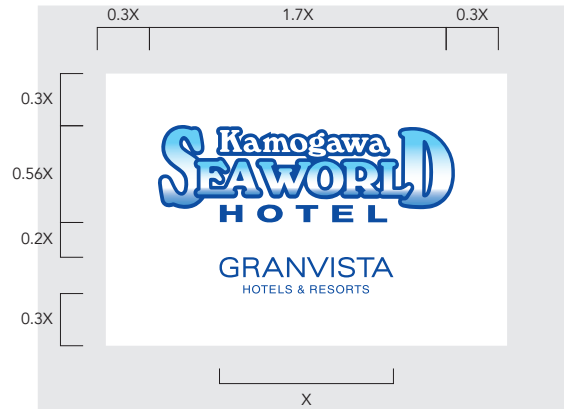 0.3X 1.7X 0.3X
0.3X
Kamogawa
0.56X
SEAWORLD
HOTEL
0.2X
GRANVISTA
HOTELS & RESORTS
0.3X
X